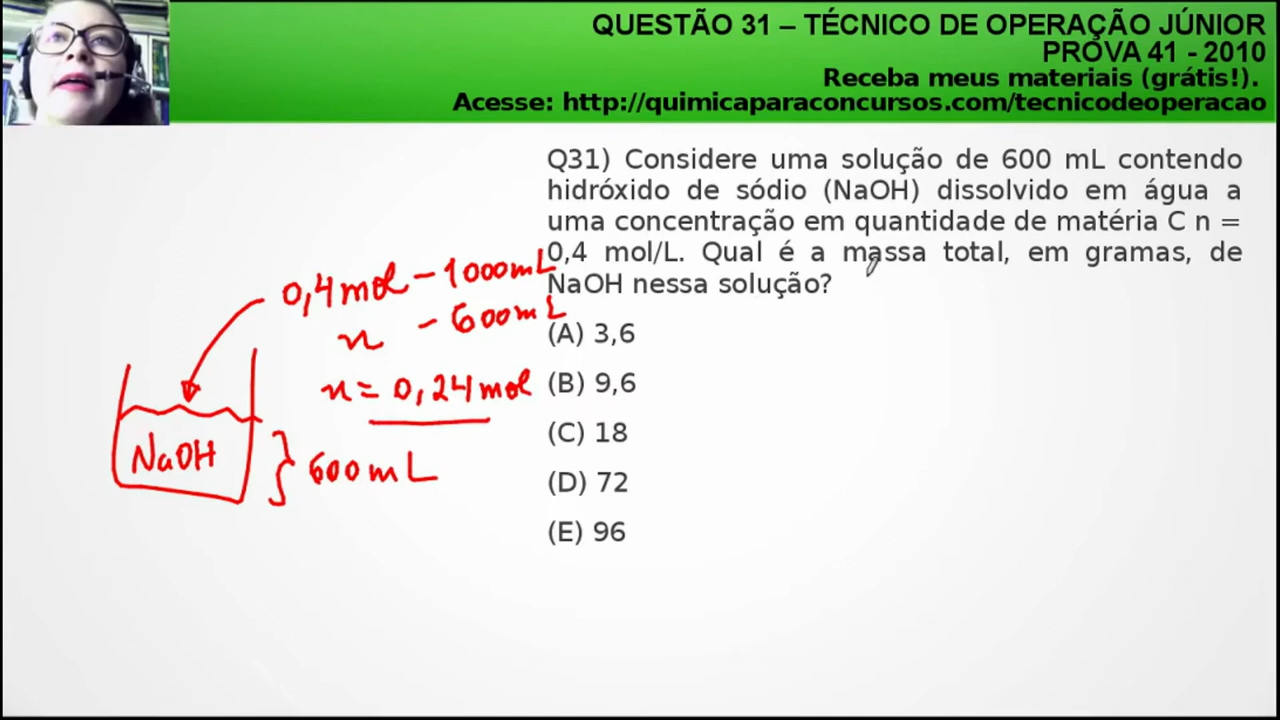 QUESTÃO 31 – TÉCNICO DE OPERAÇÃO JÚNIOR
PROVA 41 - 2010
Receba meus materiais (grátis!).
Acesse: http://quimicaparaconcursos.com/tecnicodeoperacao
Q31) Considere uma solução de 600 mL contendo
hidróxido de sódio (NaOH) dissolvido em água a
uma concentração em quantidade de matéria C n =
0,4 mol/L. Qual é a massa total, em gramas, de
NaOH nessa solução?
(A) 3,6
(B) 9,6
(C) 18
(D) 72
(E) 96
0,4 mol – 1000 mL
n – 600 mL
n = 0,24 mol
NaOH
600 mL